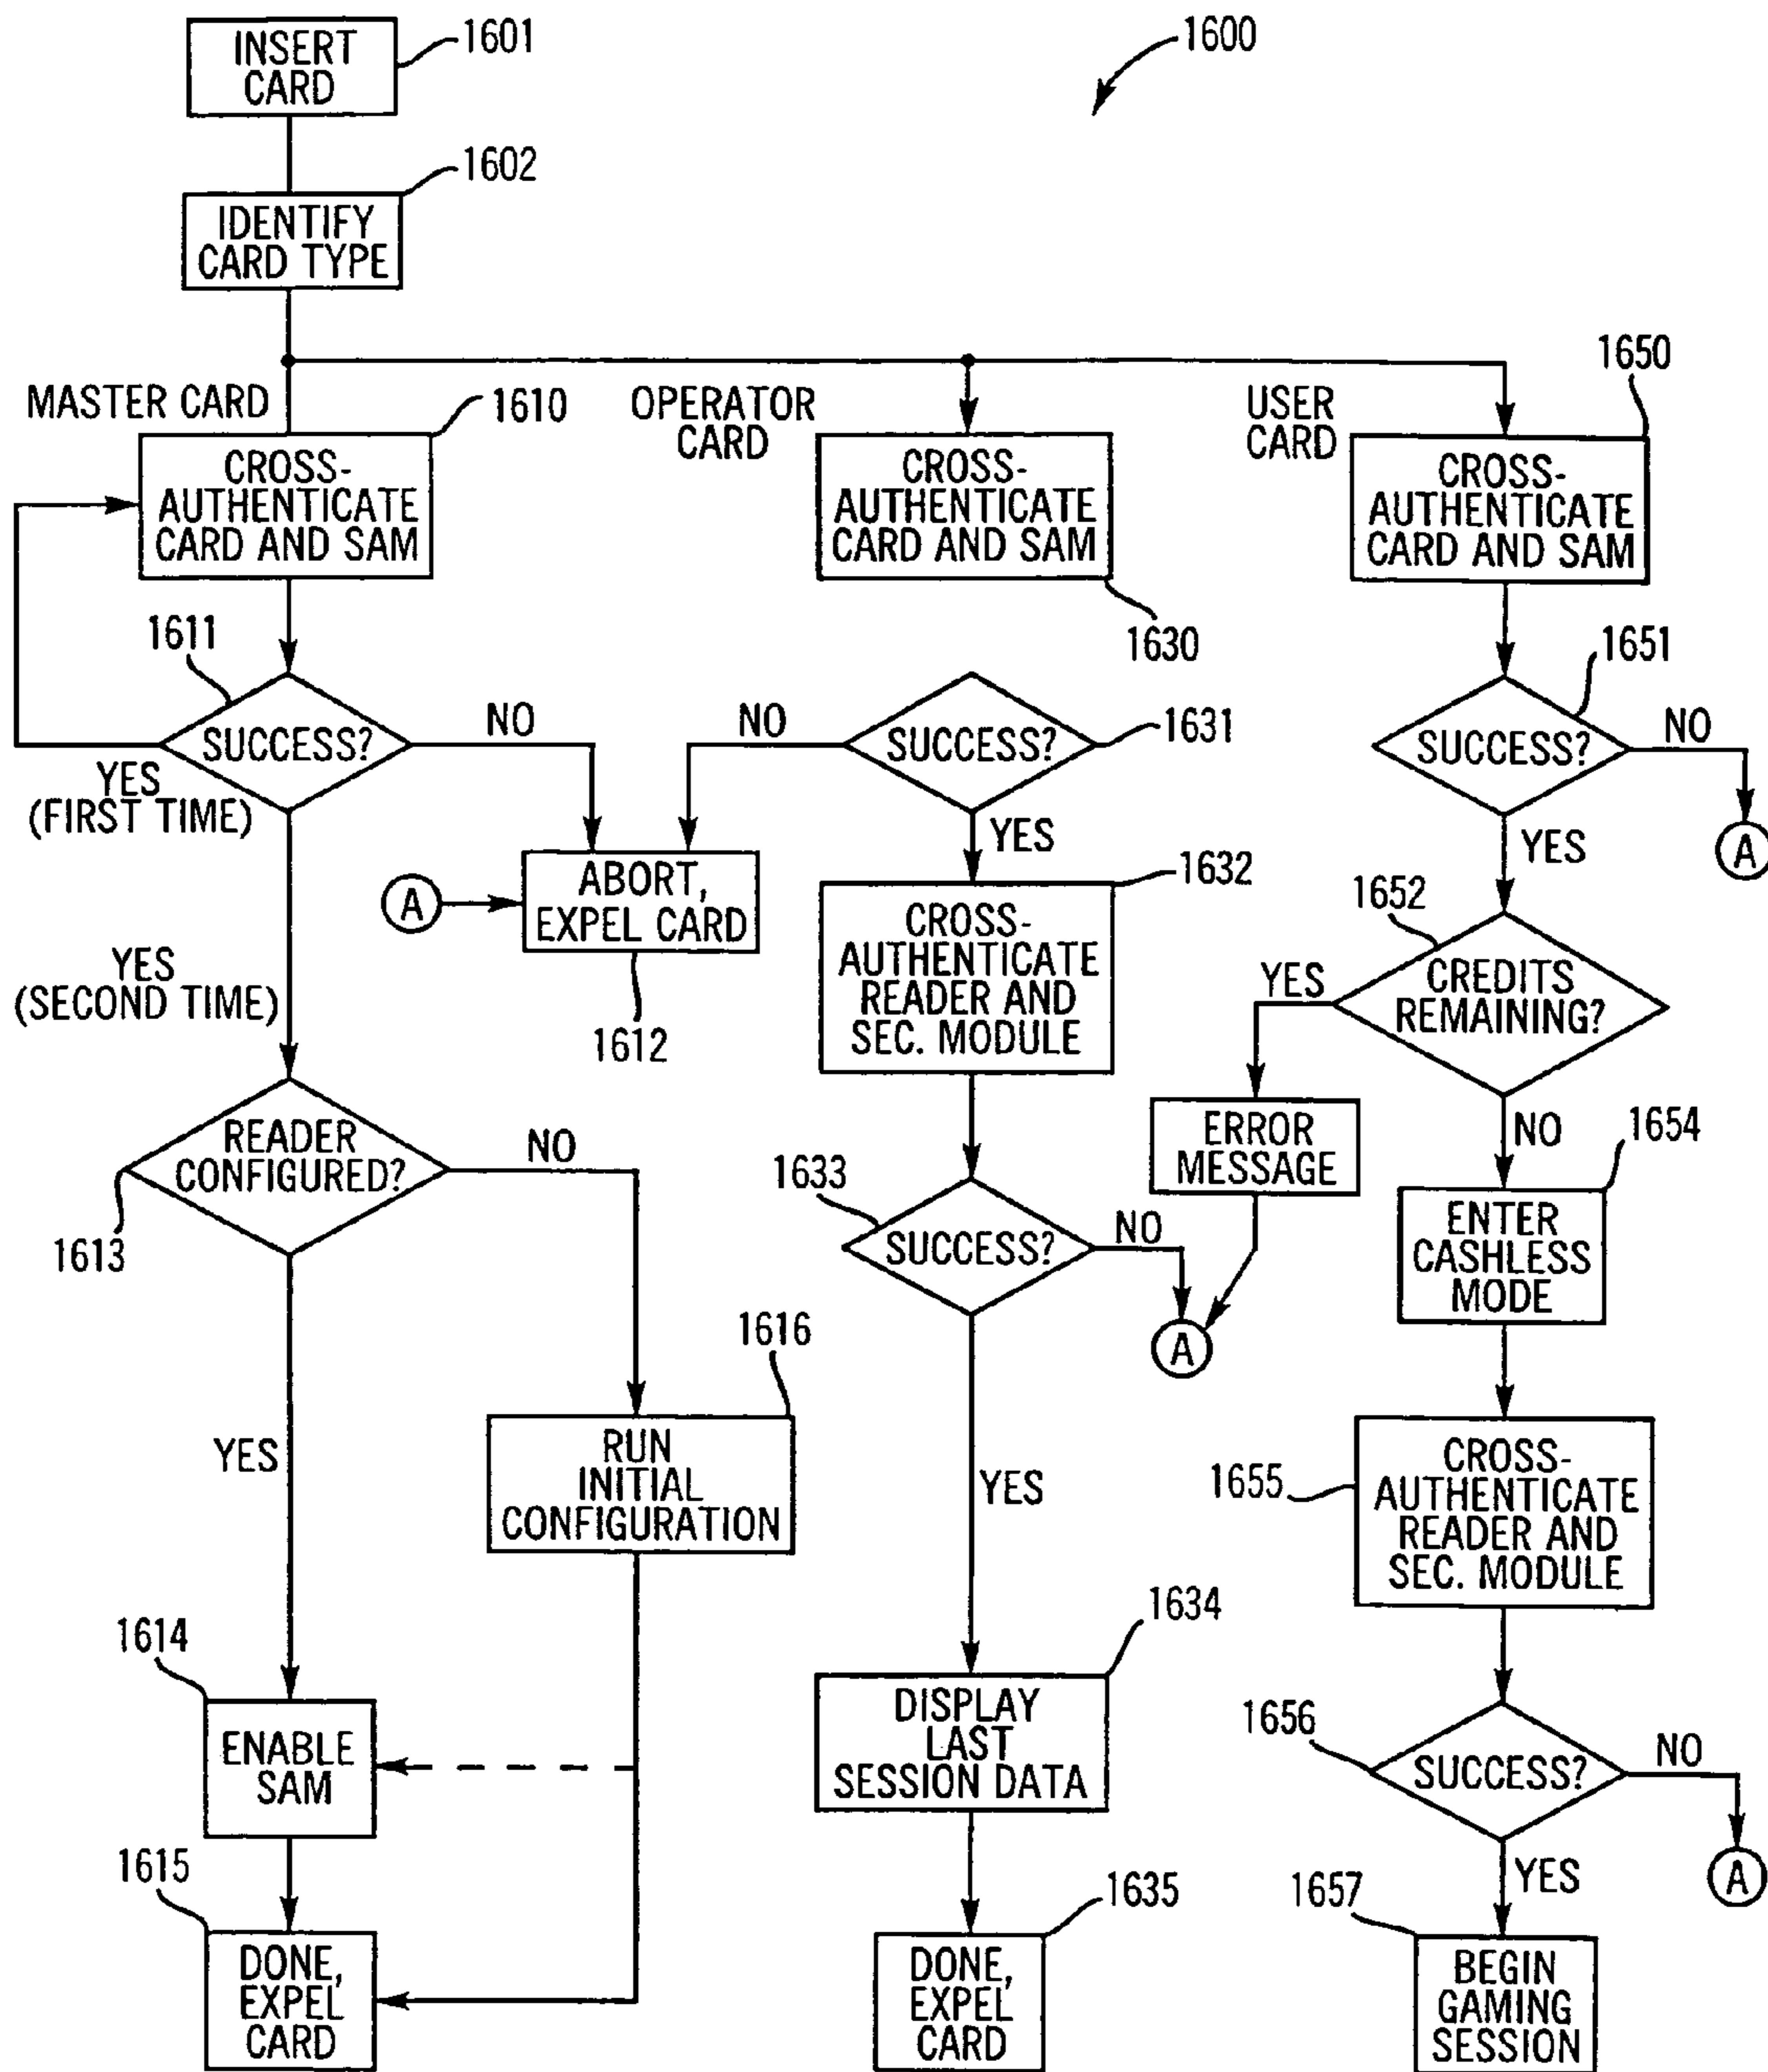 INSERT
CARD
1601
1600
1602
IDENTIFY
CARD TYPE
MASTER CARD
1610
OPERATOR
CARD
USER
CARD
1650
CROSS-
AUTHENTICATE
CARD AND SAM
CROSS-
AUTHENTICATE
CARD AND SAM
1630
CROSS-
AUTHENTICATE
CARD AND SAM
1611
SUCCESS?
NO
YES
(FIRST TIME)
NO
SUCCESS?
1631
1651
SUCCESS?
NO
A
YES
YES
A
ABORT,
EXPEL CARD
1612
YES
(SECOND TIME)
1632
CROSS-
AUTHENTICATE
READER AND
SEC. MODULE
1652
YES
CREDITS
REMAINING?
ERROR
MESSAGE
NO
1654
READER
CONFIGURED?
NO
1613
1633
SUCCESS?
NO
A
ENTER
CASHLESS
MODE
1616
RUN
INITIAL
CONFIGURATION
YES
YES
1655
CROSS-
AUTHENTICATE
READER AND
SEC. MODULE
1614
ENABLE
SAM
1634
DISPLAY
LAST
SESSION DATA
1656
SUCCESS?
NO
A
YES
1615
DONE,
EXPEL
CARD
1635
DONE,
EXPEL
CARD
1657
BEGIN
GAMING
SESSION